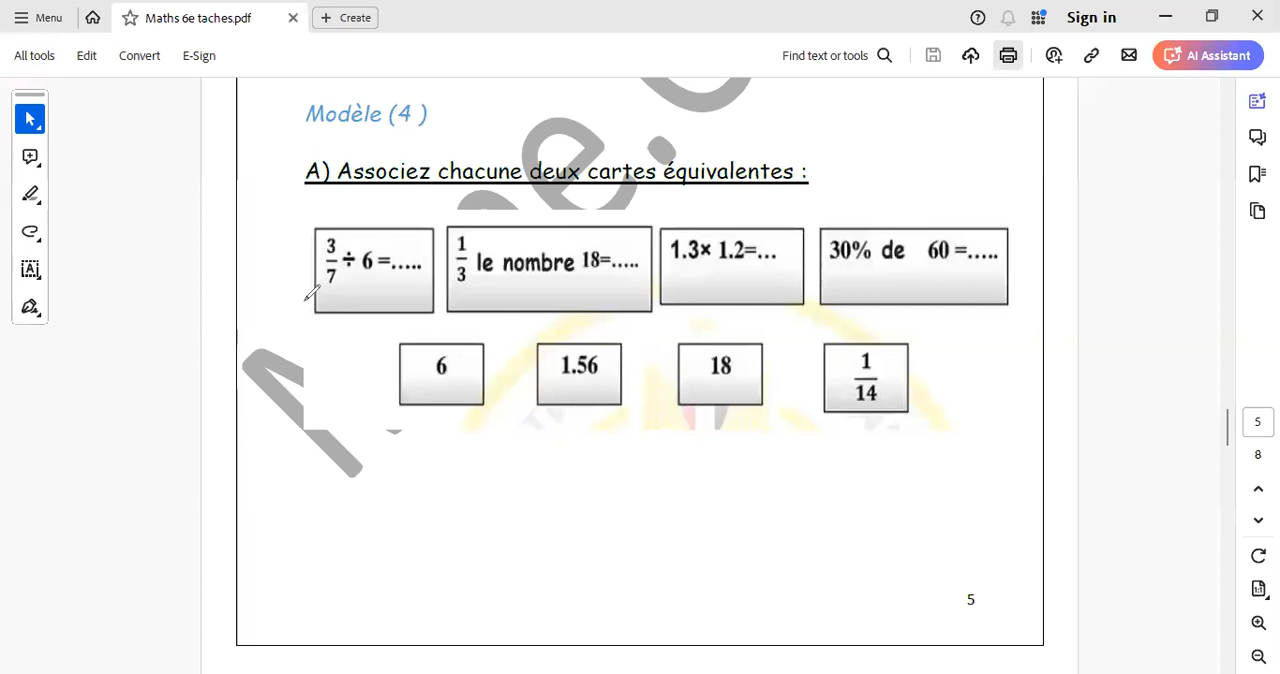 Menu
Maths 6e taches.pdf
Create
Sign in
All tools
Edit
Convert
E-Sign
Find text or tools
AI Assistant
Modèle (4 )
A) Associez chacune deux cartes équivalentes :
3/7 ÷ 6 =.....
1/3 le nombre 18=.....
1.3× 1.2=...
30% de 60 =.....
6
1.56
18
1/14
5
5
8